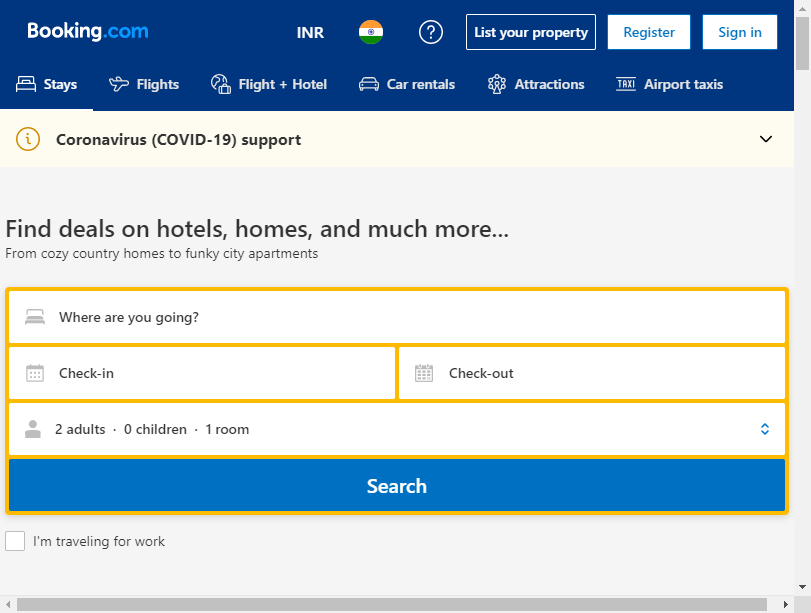 Booking.com
INR
?
List your property
Register
Sign in
Stays
Flights
Flight + Hotel
Car rentals
Attractions
TAXI
Airport taxis
i
Coronavirus (COVID-19) support
Find deals on hotels, homes, and much more...
From cozy country homes to funky city apartments
Where are you going?
Check-in
Check-out
2 adults · 0 children · 1 room
Search
I'm traveling for work